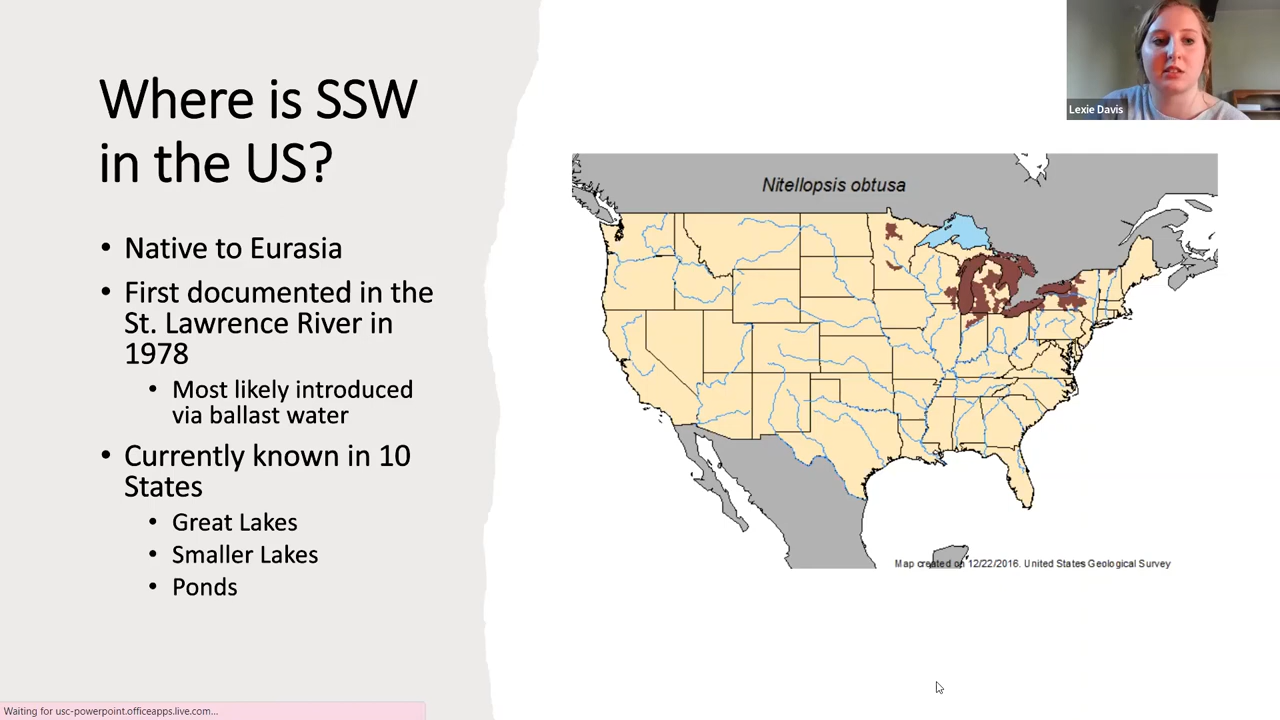 Where is SSW
in the US?
• Native to Eurasia
• First documented in the
St. Lawrence River in
1978
• Most likely introduced
via ballast water
• Currently known in 10
States
• Great Lakes
• Smaller Lakes
• Ponds
Lexie Davis
Nitellopsis obtusa
Map created on 12/22/2016. United States Geological Survey
Waiting for usc-powerpoint.officeapps.live.com...